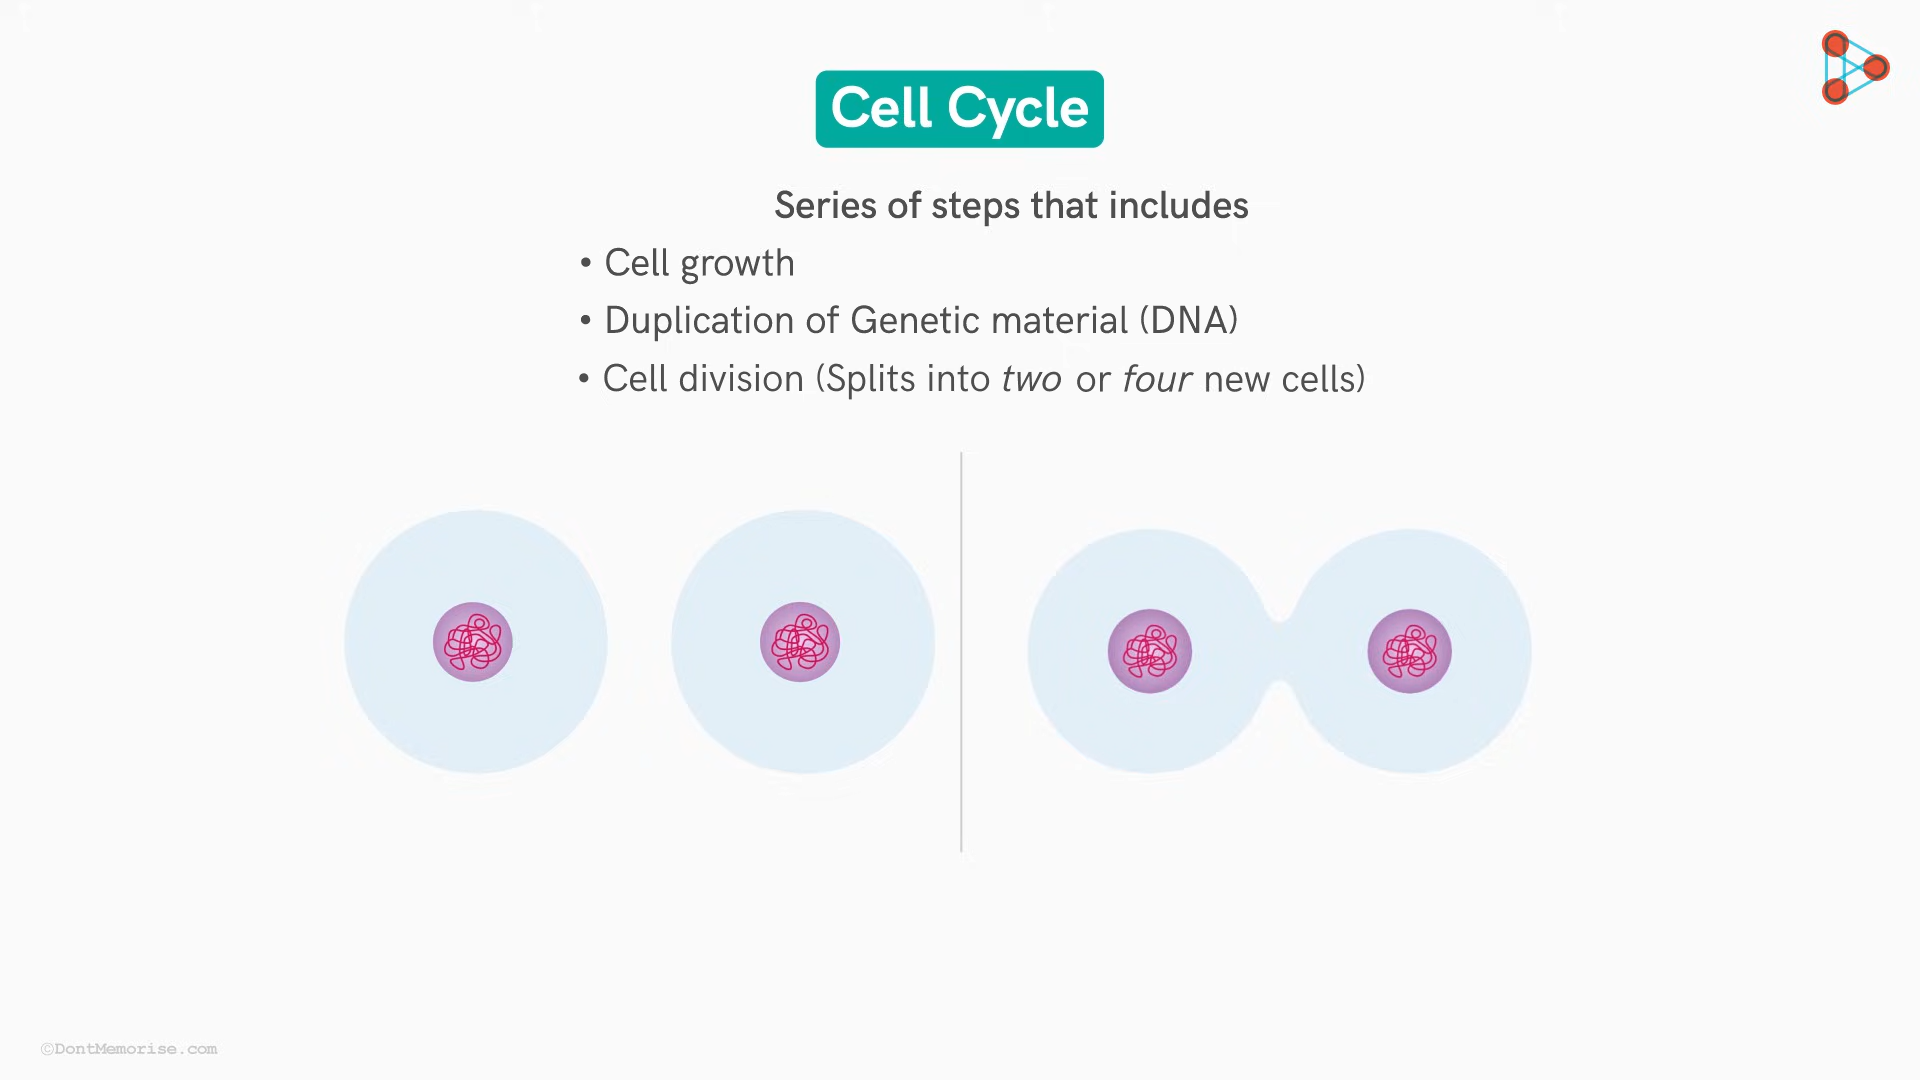 Cell Cycle
Series of steps that includes
• Cell growth
• Duplication of Genetic material (DNA)
• Cell division (Splits into two or four new cells)
©DontMemorise.com